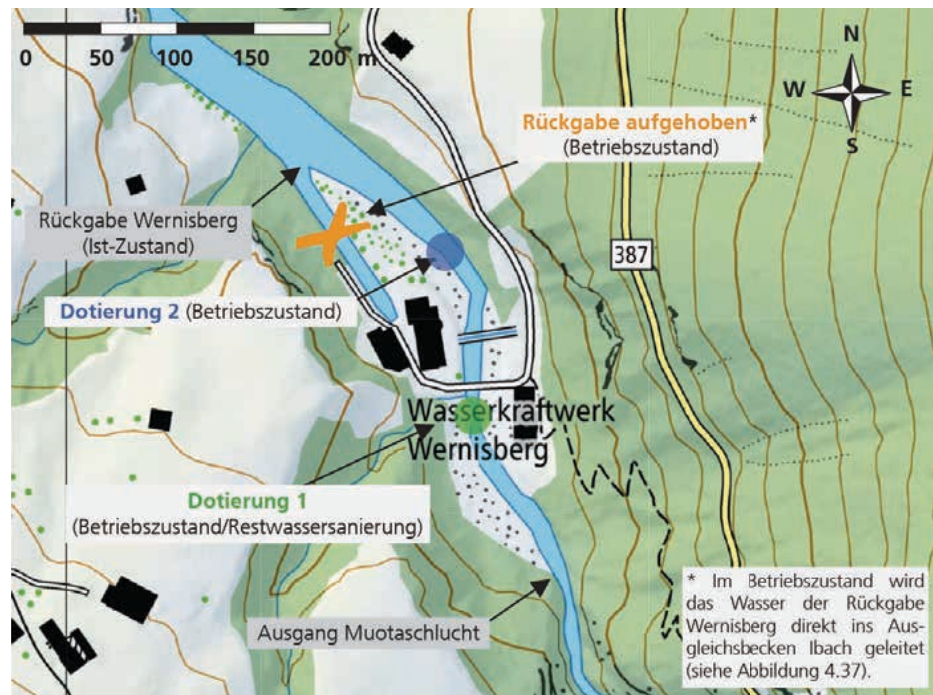 0 50 100 150 200 m
N
W E
S
Rückgabe aufgehoben*
(Betriebszustand)
Rückgabe Wernisberg
(Ist-Zustand)
387
Dotierung 2 (Betriebszustand)
Wasserkraftwerk
Wernisberg
Dotierung 1
(Betriebszustand/Restwassersanierung)
Ausgang Muotaschlucht
* Im Betriebszustand wird
das Wasser der Rückgabe
Wernisberg direkt ins Aus-
gleichsbecken Ibach geleitet
(siehe Abbildung 4.37).